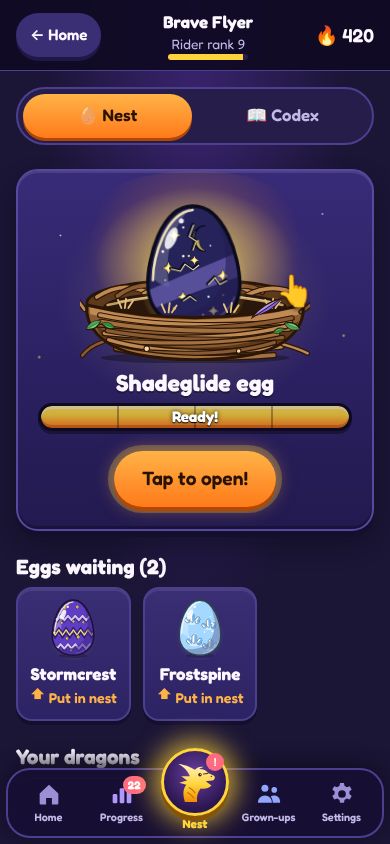 ← Home
Brave Flyer
Rider rank 9
420
Nest
Codex
Shadeglide egg
Ready!
Tap to open!
Eggs waiting (2)
Stormcrest
Put in nest
Frostspine
Put in nest
Your dragons
22
!
Home
Progress
Nest
Grown-ups
Settings